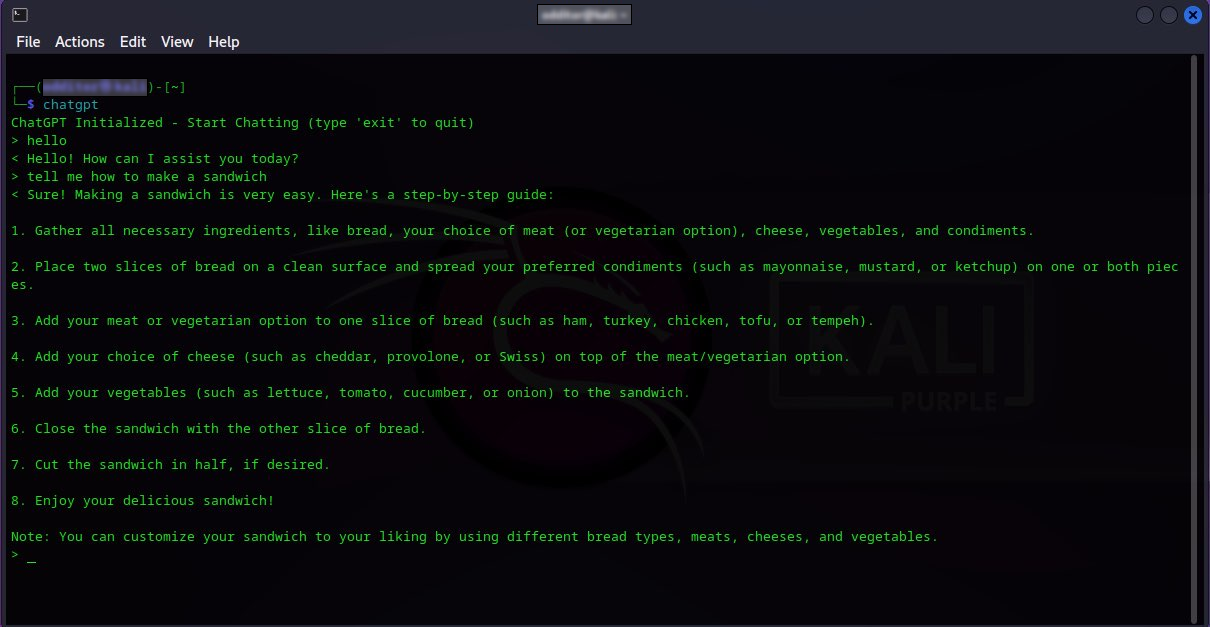 File Actions Edit View Help
┌──( )-[~]
└─$ chatgpt
ChatGPT Initialized - Start Chatting (type 'exit' to quit)
> hello
< Hello! How can I assist you today?
> tell me how to make a sandwich
< Sure! Making a sandwich is very easy. Here's a step-by-step guide:
1. Gather all necessary ingredients, like bread, your choice of meat (or vegetarian option), cheese, vegetables, and condiments.
2. Place two slices of bread on a clean surface and spread your preferred condiments (such as mayonnaise, mustard, or ketchup) on one or both piec
es.
3. Add your meat or vegetarian option to one slice of bread (such as ham, turkey, chicken, tofu, or tempeh).
4. Add your choice of cheese (such as cheddar, provolone, or Swiss) on top of the meat/vegetarian option.
5. Add your vegetables (such as lettuce, tomato, cucumber, or onion) to the sandwich.
6. Close the sandwich with the other slice of bread.
7. Cut the sandwich in half, if desired.
8. Enjoy your delicious sandwich!
Note: You can customize your sandwich to your liking by using different bread types, meats, cheeses, and vegetables.
> _
KALI
PURPLE